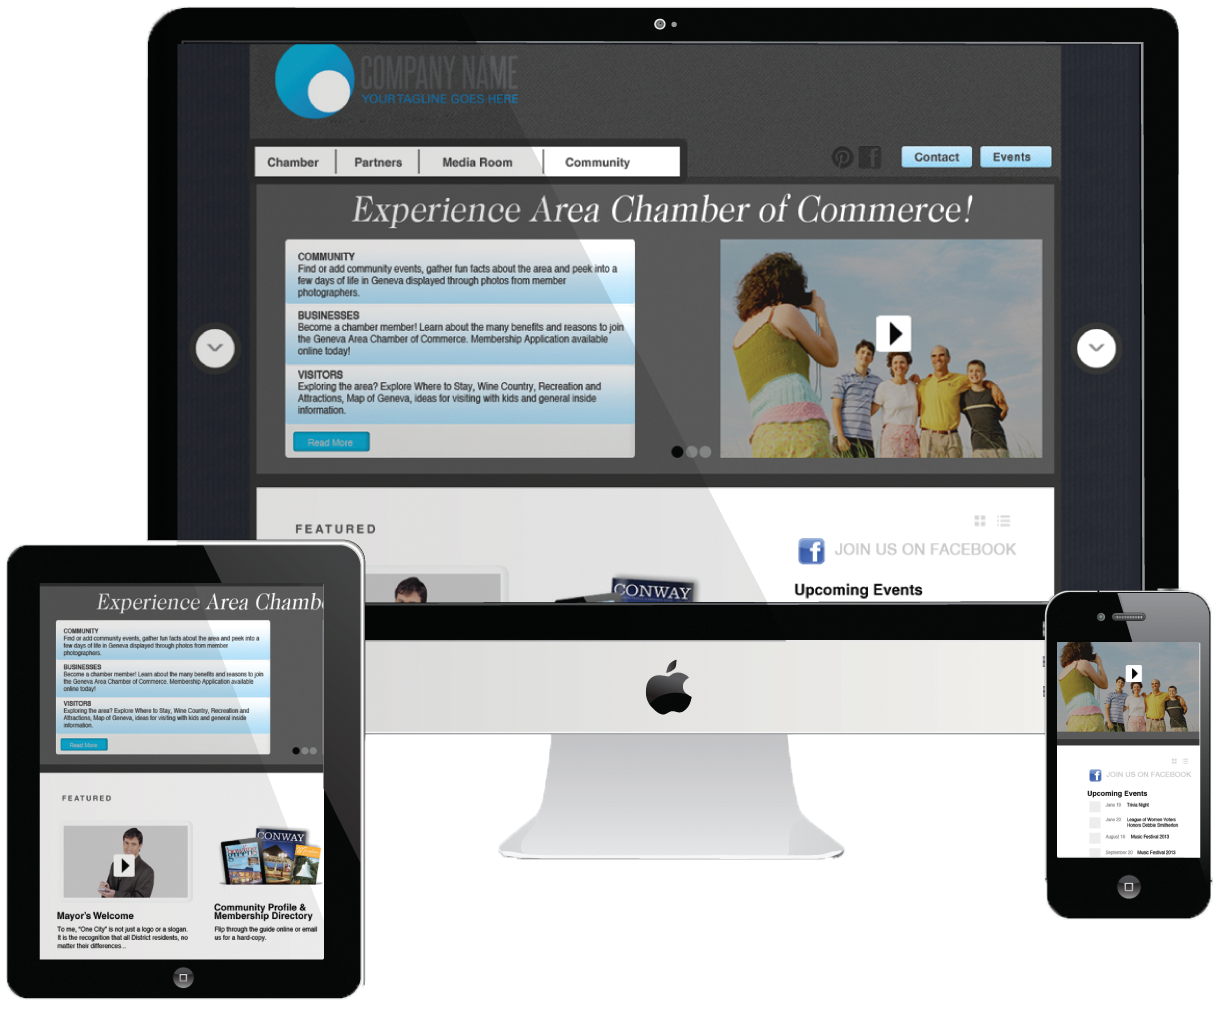 COMPANY NAME
YOUR TAGLINE GOES HERE
Chamber
Partners
Media Room
Community
Contact
Events
Experience Area Chamber of Commerce!
COMMUNITY
Find or add community events, gather fun facts about the area and peek into a
few days of life in Geneva displayed through photos from member
photographers.
BUSINESSES
Become a chamber member! Learn about the many benefits and reasons to join
the Geneva Area Chamber of Commerce. Membership Application available
online today!
VISITORS
Exploring the area? Explore Where to Stay, Wine Country, Recreation and
Attractions, Map of Geneva, ideas for visiting with kids and general inside
information.
Read More
FEATURED
CONWAY
f JOIN US ON FACEBOOK
Upcoming Events
Experience Area Chamb
COMMUNITY
Find or add community events, gather fun facts about the area and peek into a
few days of life in Geneva displayed through photos from member
photographers.
BUSINESSES
Become a chamber member! Learn about the many benefits and reasons to join
the Geneva Area Chamber of Commerce. Membership Application available
online today!
VISITORS
Exploring the area? Explore Where to Stay, Wine Country, Recreation and
Attractions, Map of Geneva, ideas for visiting with kids and general inside
information.
Read More
FEATURED
CONWAY
Mayor's Welcome
To me, "One City" is not just a logo or a slogan.
It is the recognition that all District residents, no
matter their differences...
Community Profile &
Membership Directory
Flip through the guide online or email
us for a hard-copy.
f JOIN US ON FACEBOOK
Upcoming Events
June 19 Trivia Night
June 20 League of Women Voters
Honors Debbie Smitherton
August 16 Music Festival 2013
September 20 Music Festival 2013